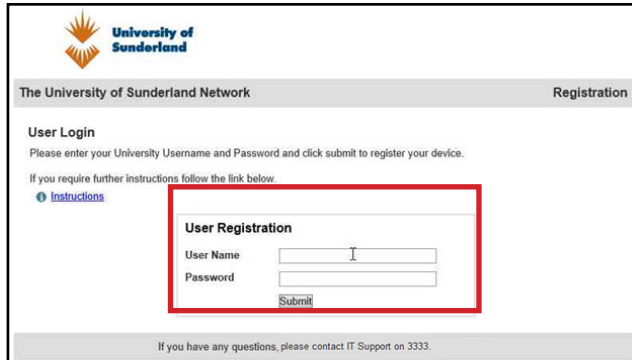 University of
Sunderland
The University of Sunderland Network Registration
User Login
Please enter your University Username and Password and click submit to register your device.
If you require further instructions follow the link below.
Instructions
User Registration
User Name
Password
Submit
If you have any questions, please contact IT Support on 3333.